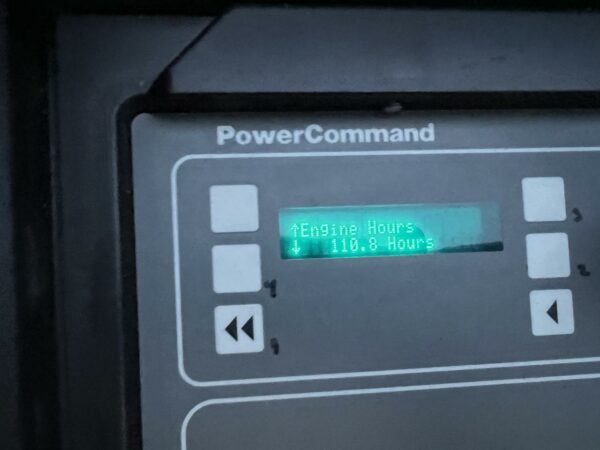 PowerCommand
↑Engine Hours
↓ 110.8 Hours